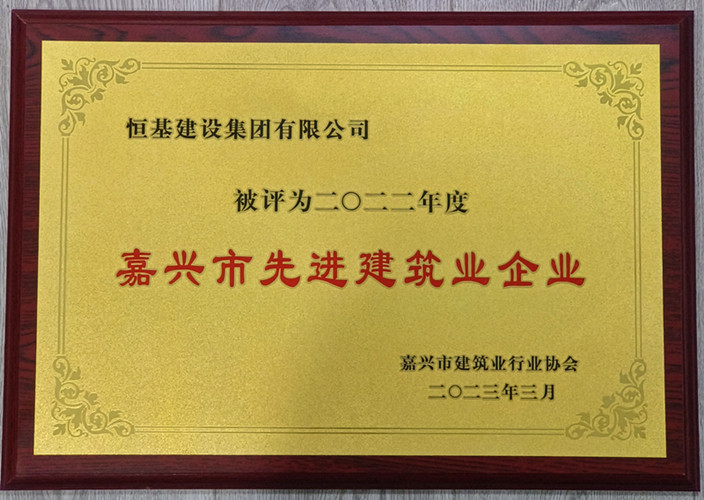 恒基建设集团有限公司
被评为二〇二二年度
嘉兴市先进建筑业企业
嘉兴市建筑业行业协会
二〇二三年三月